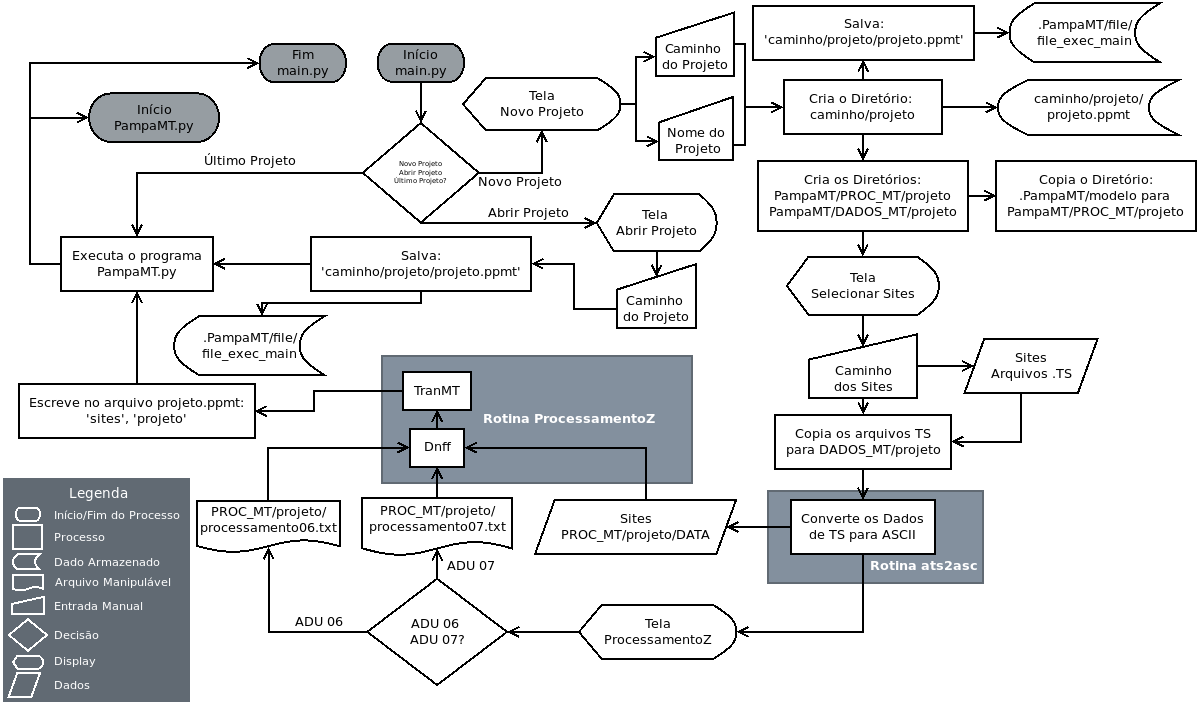 Fim
main.py
Início
main.py
Início
PampaMT.py
Último Projeto
Novo Projeto
Abrir Projeto
Último Projeto?
Novo Projeto
Abrir Projeto
Tela
Novo Projeto
Caminho
do Projeto
Nome do
Projeto
Salva:
'caminho/projeto/projeto.ppmt'
.PampaMT/file/
file_exec_main
Cria o Diretório:
caminho/projeto
caminho/projeto/
projeto.ppmt
Cria os Diretórios:
PampaMT/PROC_MT/projeto
PampaMT/DADOS_MT/projeto
Copia o Diretório:
.PampaMT/modelo para
PampaMT/PROC_MT/projeto
Tela
Abrir Projeto
Caminho
do Projeto
Salva:
'caminho/projeto/projeto.ppmt'
Executa o programa
PampaMT.py
.PampaMT/file/
file_exec_main
Tela
Selecionar Sites
Caminho
dos Sites
Sites
Arquivos .TS
Copia os arquivos TS
para DADOS_MT/projeto
Escreve no arquivo projeto.ppmt:
'sites', 'projeto'
TranMT
Rotina ProcessamentoZ
Dnff
Converte os Dados
de TS para ASCII
Rotina ats2asc
Sites
PROC_MT/projeto/DATA
PROC_MT/projeto/
processamento06.txt
PROC_MT/projeto/
processamento07.txt
ADU 07
ADU 06
ADU 06
ADU 07?
Tela
ProcessamentoZ
Legenda
Início/Fim do Processo
Processo
Dado Armazenado
Arquivo Manipulável
Entrada Manual
Decisão
Display
Dados